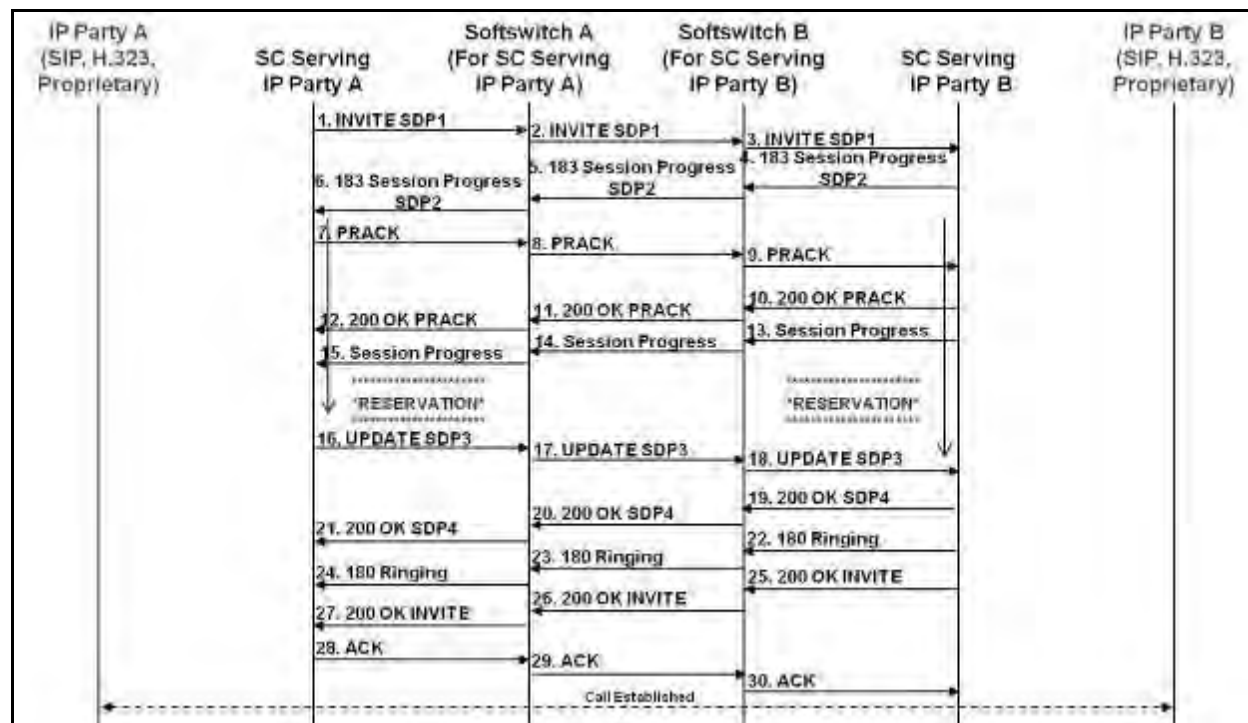 IP Party A
(SIP, H.323,
Proprietary)
SC Serving
IP Party A
Softswitch A
(For SC Serving
IP Party A)
Softswitch B
(For SC Serving
IP Party B)
SC Serving
IP Party B
IP Party B
(SIP, H.323,
Proprietary)
1. INVITE SDP1
2. INVITE SDP1
3. INVITE SDP1
4. 183 Session Progress
SDP2
5. 183 Session Progress
SDP2
6. 183 Session Progress
SDP2
7. PRACK
8. PRACK
9. PRACK
10. 200 OK PRACK
11. 200 OK PRACK
12. 200 OK PRACK
13. Session Progress
14. Session Progress
15. Session Progress
"RESERVATION"
"RESERVATION"
16. UPDATE SDP3
17. UPDATE SDP3
18. UPDATE SDP3
19. 200 OK SDP4
20. 200 OK SDP4
21. 200 OK SDP4
22. 180 Ringing
23. 180 Ringing
24. 180 Ringing
25. 200 OK INVITE
26. 200 OK INVITE
27. 200 OK INVITE
28. ACK
29. ACK
30. ACK
Call Established